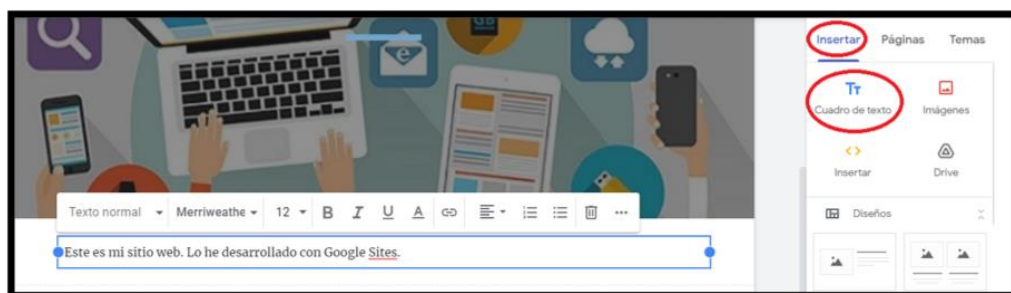 Insertar Páginas Temas
Cuadro de texto Imágenes
Insertar Drive
Texto normal Merriweathe 12 B I U A
Diseños
Este es mi sitio web. Lo he desarrollado con Google Sites.